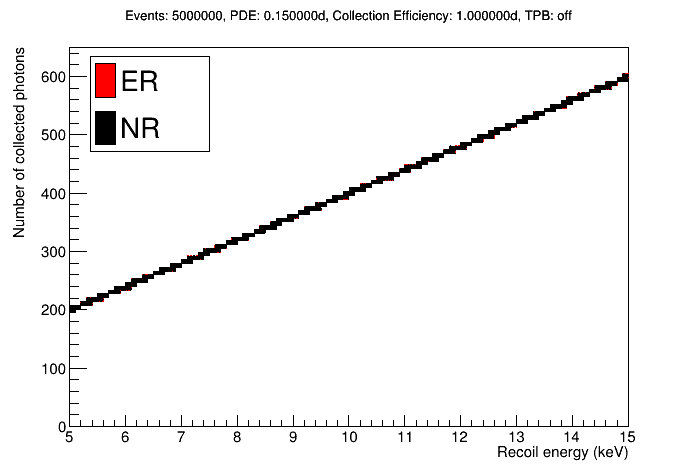 Events: 5000000, PDE: 0.150000d, Collection Efficiency: 1.000000d, TPB: off
Number of collected photons
600
500
400
300
200
100
0
ER
NR
5 6 7 8 9 10 11 12 13 14 15
Recoil energy (keV)